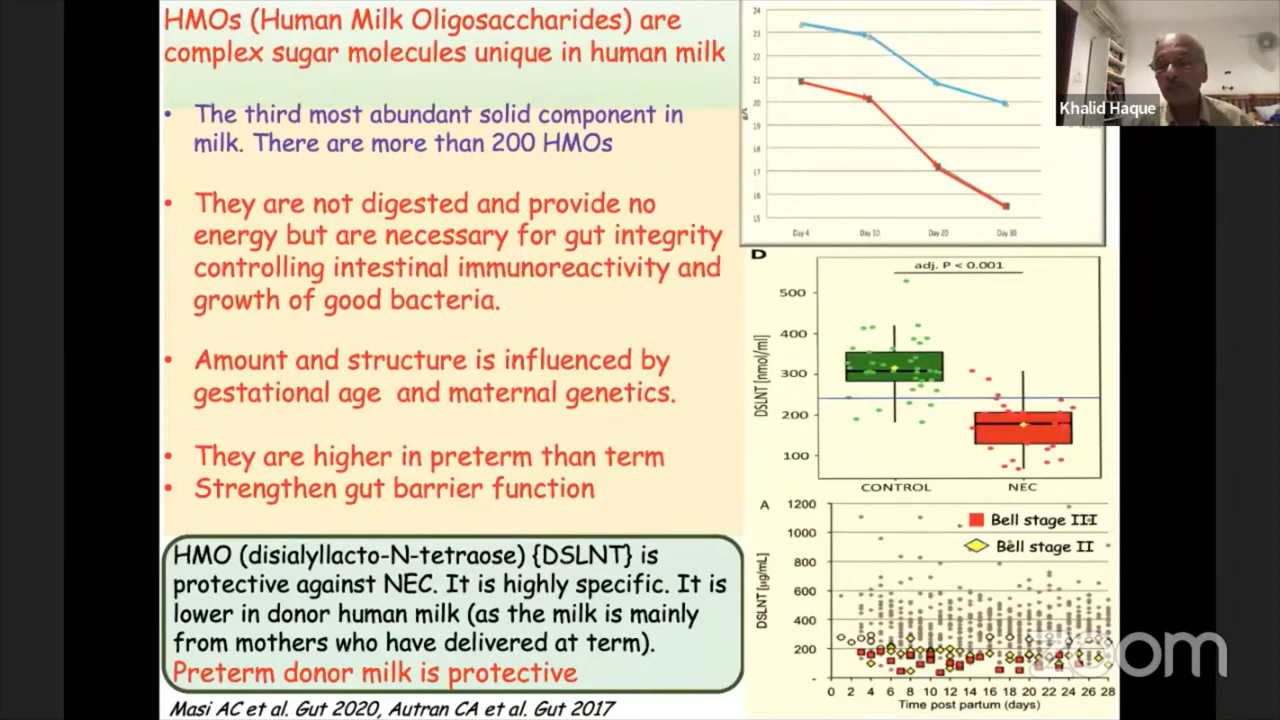 HMOs (Human Milk Oligosaccharides) are
complex sugar molecules unique in human milk
• The third most abundant solid component in
milk. There are more than 200 HMOs
• They are not digested and provide no
energy but are necessary for gut integrity
controlling intestinal immunoreactivity and
growth of good bacteria.
• Amount and structure is influenced by
gestational age and maternal genetics.
• They are higher in preterm than term
• Strengthen gut barrier function
HMO (disialyllacto-N-tetraose) {DSLNT} is
protective against NEC. It is highly specific. It is
lower in donor human milk (as the milk is mainly
from mothers who have delivered at term).
Preterm donor milk is protective
Masi AC et al. Gut 2020, Autran CA et al. Gut 2017
24
23
22
21
20
19
18
17
16
15
Day 4 Day 10 Day 20 Day 30
Khalid Haque
D
adj. P < 0.001
DSLNT [nmol/ml]
500
400
300
200
100
CONTROL NEC
A
DSLNT [µg/mL]
1200
1000
800
600
400
200
0
Bell stage III
Bell stage II
0 2 4 6 8 10 11 12 14 16 18 20 22 24 26 28
Time post partum (days)
zoom